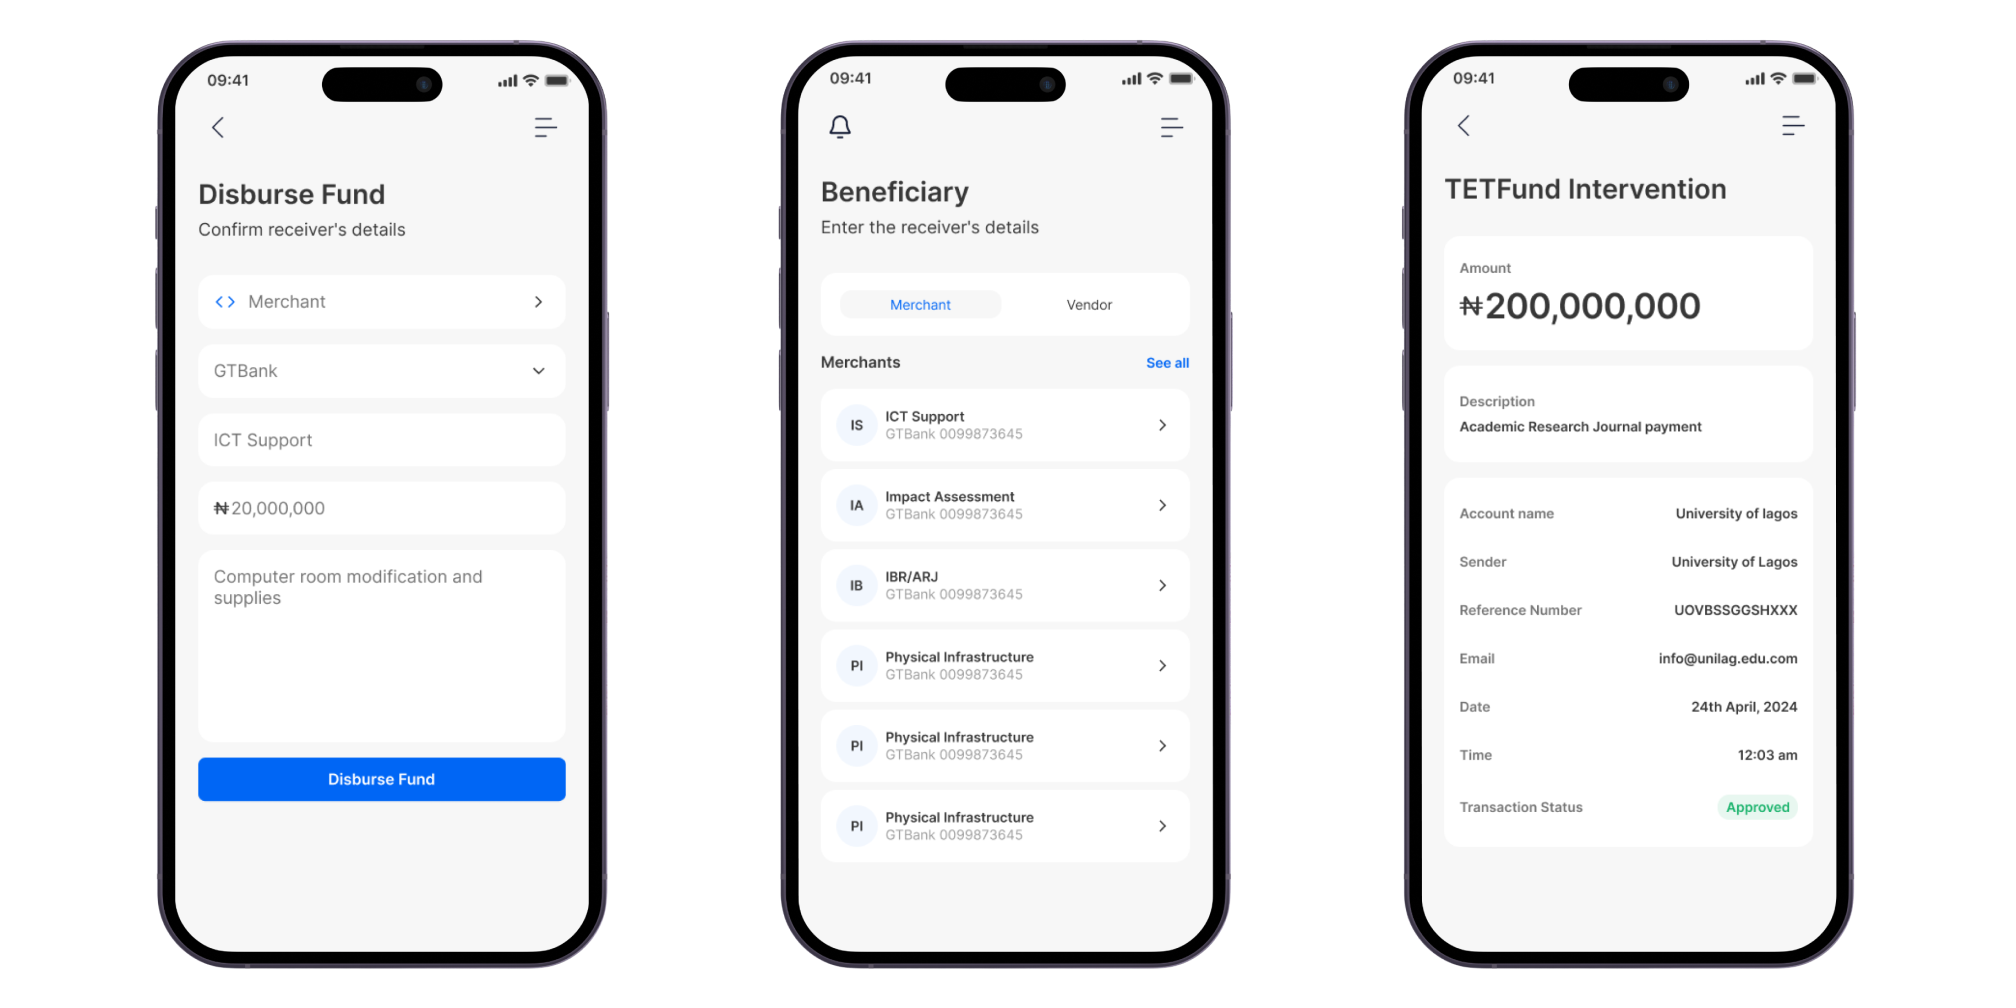 09:41
Disburse Fund
Confirm receiver's details
Merchant
GTBank
ICT Support
₦20,000,000
Computer room modification and
supplies
Disburse Fund
09:41
Beneficiary
Enter the receiver's details
Merchant Vendor
Merchants See all
IS ICT Support
GTBank 0099873645
IA Impact Assessment
GTBank 0099873645
IB IBR/ARJ
GTBank 0099873645
PI Physical Infrastructure
GTBank 0099873645
PI Physical Infrastructure
GTBank 0099873645
PI Physical Infrastructure
GTBank 0099873645
09:41
TETFund Intervention
Amount
₦200,000,000
Description
Academic Research Journal payment
Account name University of lagos
Sender University of Lagos
Reference Number UOVBSSGGSHXXX
Email info@unilag.edu.com
Date 24th April, 2024
Time 12:03 am
Transaction Status Approved